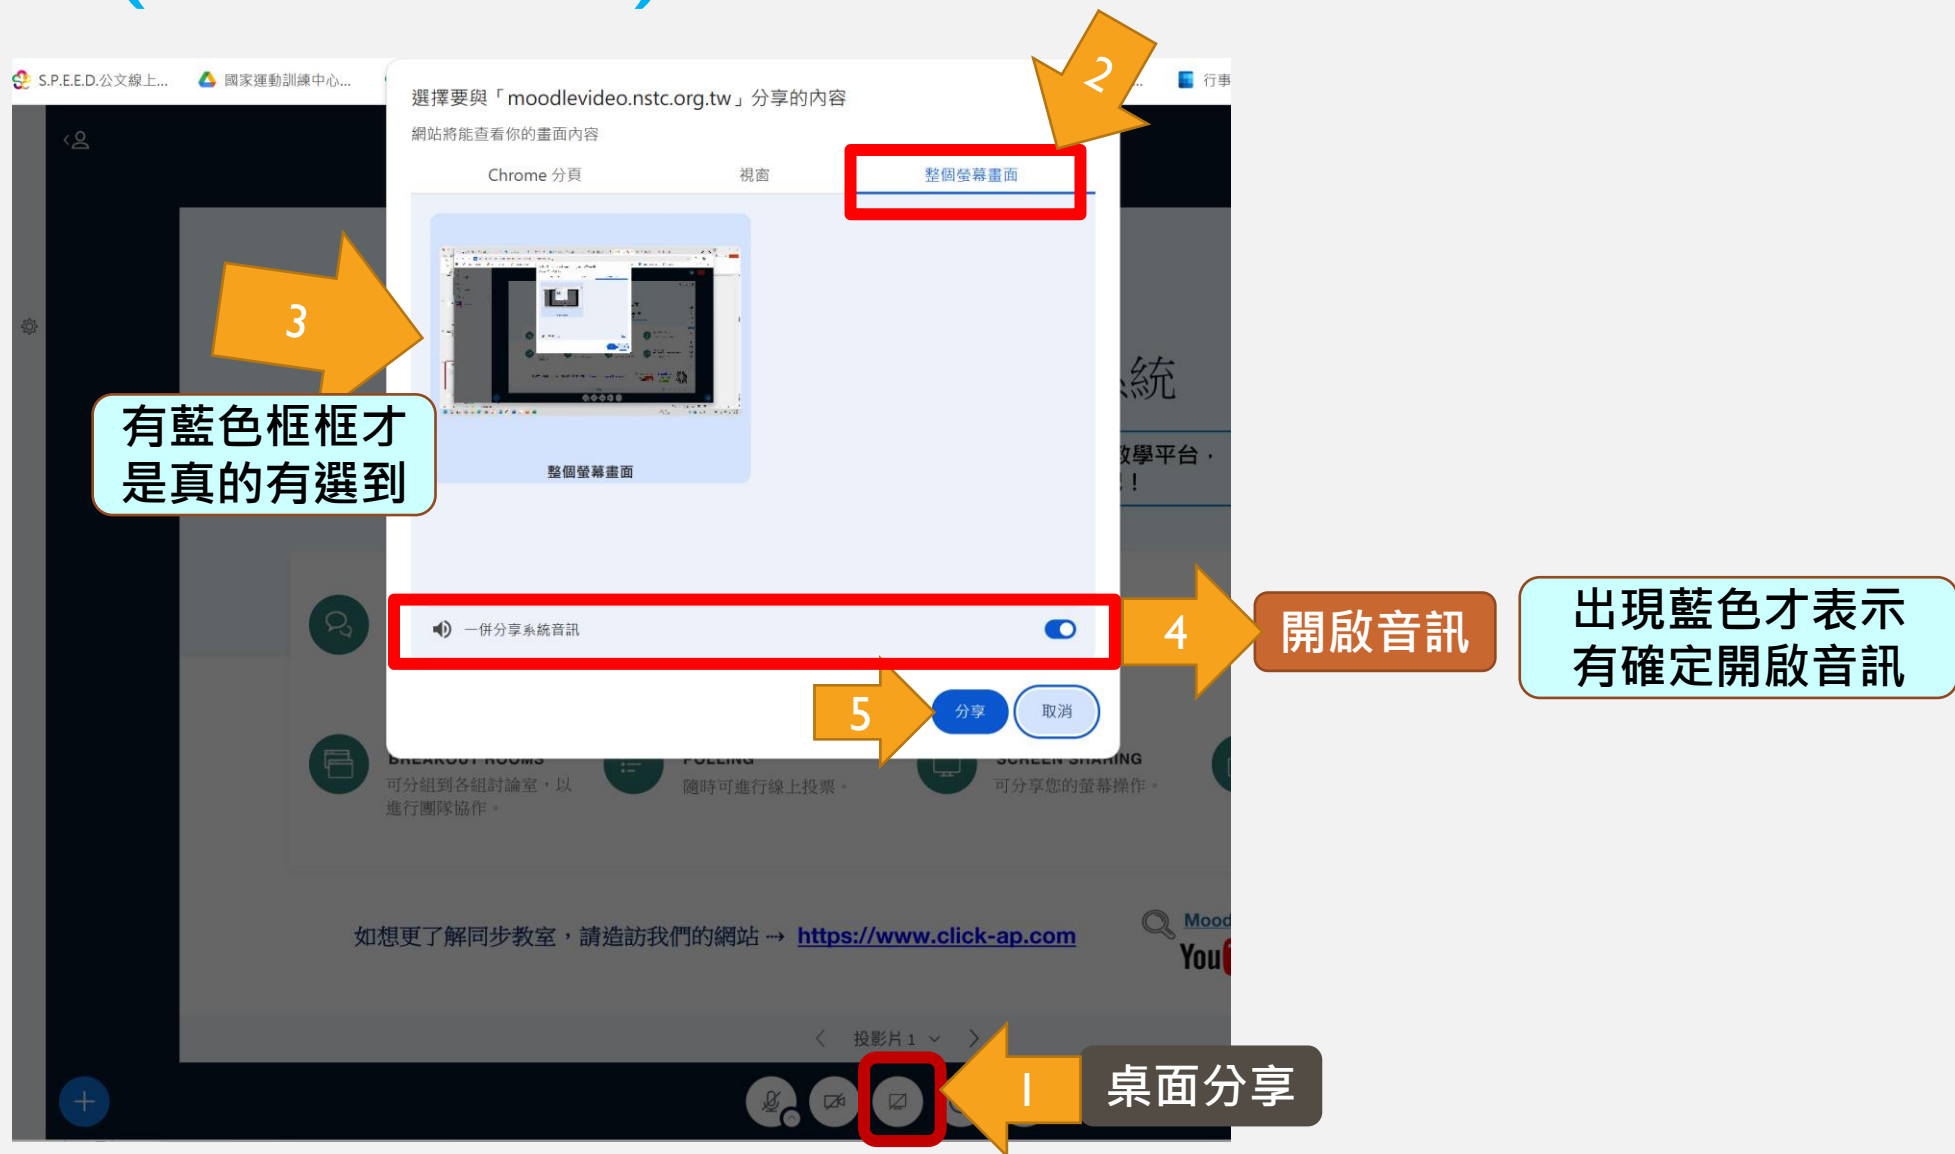 S.P.E.E.D.公文線上...
國家運動訓練中心...
行事
2
選擇要與「moodlevideo.nstc.org.tw」分享的內容
網站將能查看你的畫面內容
Chrome 分頁
視窗
整個螢幕畫面
3
有藍色框框才
是真的有選到
整個螢幕畫面
統
教學平台，
！
一併分享系統音訊
4
開啟音訊
出現藍色才表示
有確定開啟音訊
5
分享
取消
BREAKOUT ROOMS
可分組到各組討論室，以
進行團隊協作。
POLLING
隨時可進行線上投票。
SCREEN SHARING
可分享您的螢幕操作。
如想更了解同步教室，請造訪我們的網站 ⇢ https://www.click-ap.com
Mood
You
投影片 1
1
桌面分享